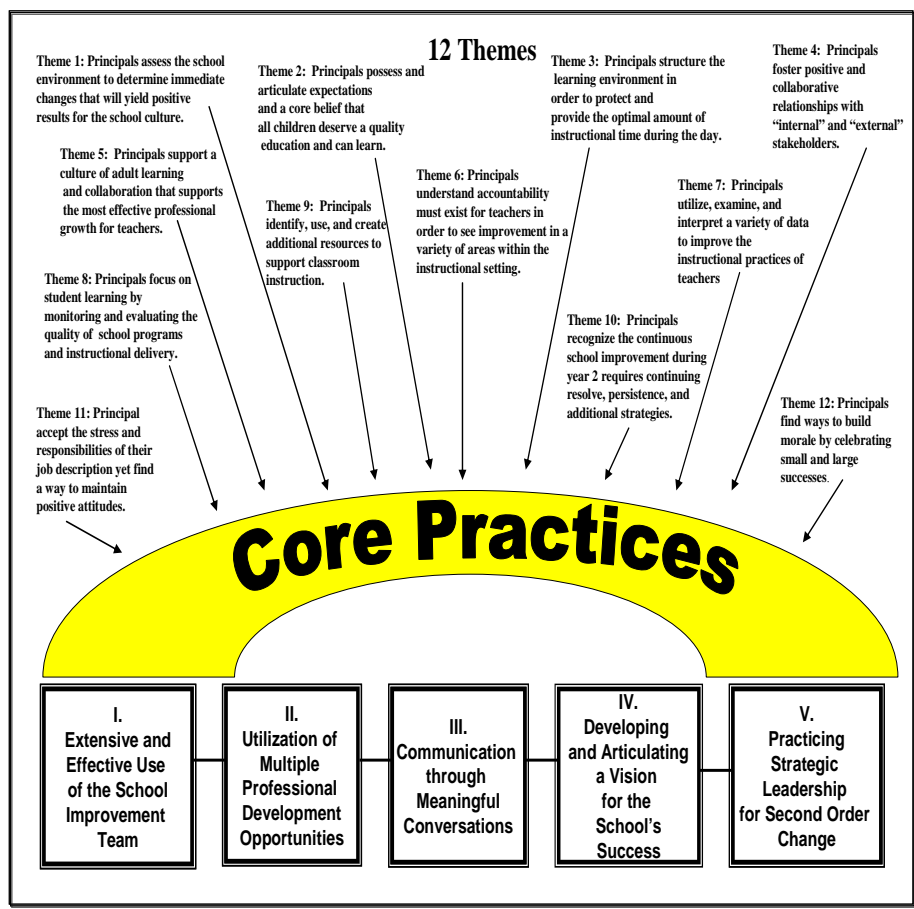 12 Themes
Theme 1: Principals assess the school
environment to determine immediate
changes that will yield positive
results for the school culture.
Theme 2: Principals possess and
articulate expectations
and a core belief that
all children deserve a quality
education and can learn.
Theme 3: Principals structure the
learning environment in
order to protect and
provide the optimal amount of
instructional time during the day.
Theme 4: Principals
foster positive and
collaborative
relationships with
“internal” and “external”
stakeholders.
Theme 5: Principals support a
culture of adult learning
and collaboration that supports
the most effective professional
growth for teachers.
Theme 6: Principals
understand accountability
must exist for teachers in
order to see improvement in a
variety of areas within the
instructional setting.
Theme 7: Principals
utilize, examine, and
interpret a variety of data
to improve the
instructional practices of
teachers
Theme 8: Principals focus on
student learning by
monitoring and evaluating the
quality of school programs
and instructional delivery.
Theme 9: Principals
identify, use, and create
additional resources to
support classroom
instruction.
Theme 10: Principals
recognize the continuous
school improvement during
year 2 requires continuing
resolve, persistence, and
additional strategies.
Theme 11: Principal
accept the stress and
responsibilities of their
job description yet find
a way to maintain
positive attitudes.
Theme 12: Principals
find ways to build
morale by celebrating
small and large
successes.
Core Practices
I.
Extensive and
Effective Use
of the School
Improvement
Team
II.
Utilization of
Multiple
Professional
Development
Opportunities
III.
Communication
through
Meaningful
Conversations
IV.
Developing
and Articulating
a Vision
for the
School’s
Success
V.
Practicing
Strategic
Leadership
for Second Order
Change